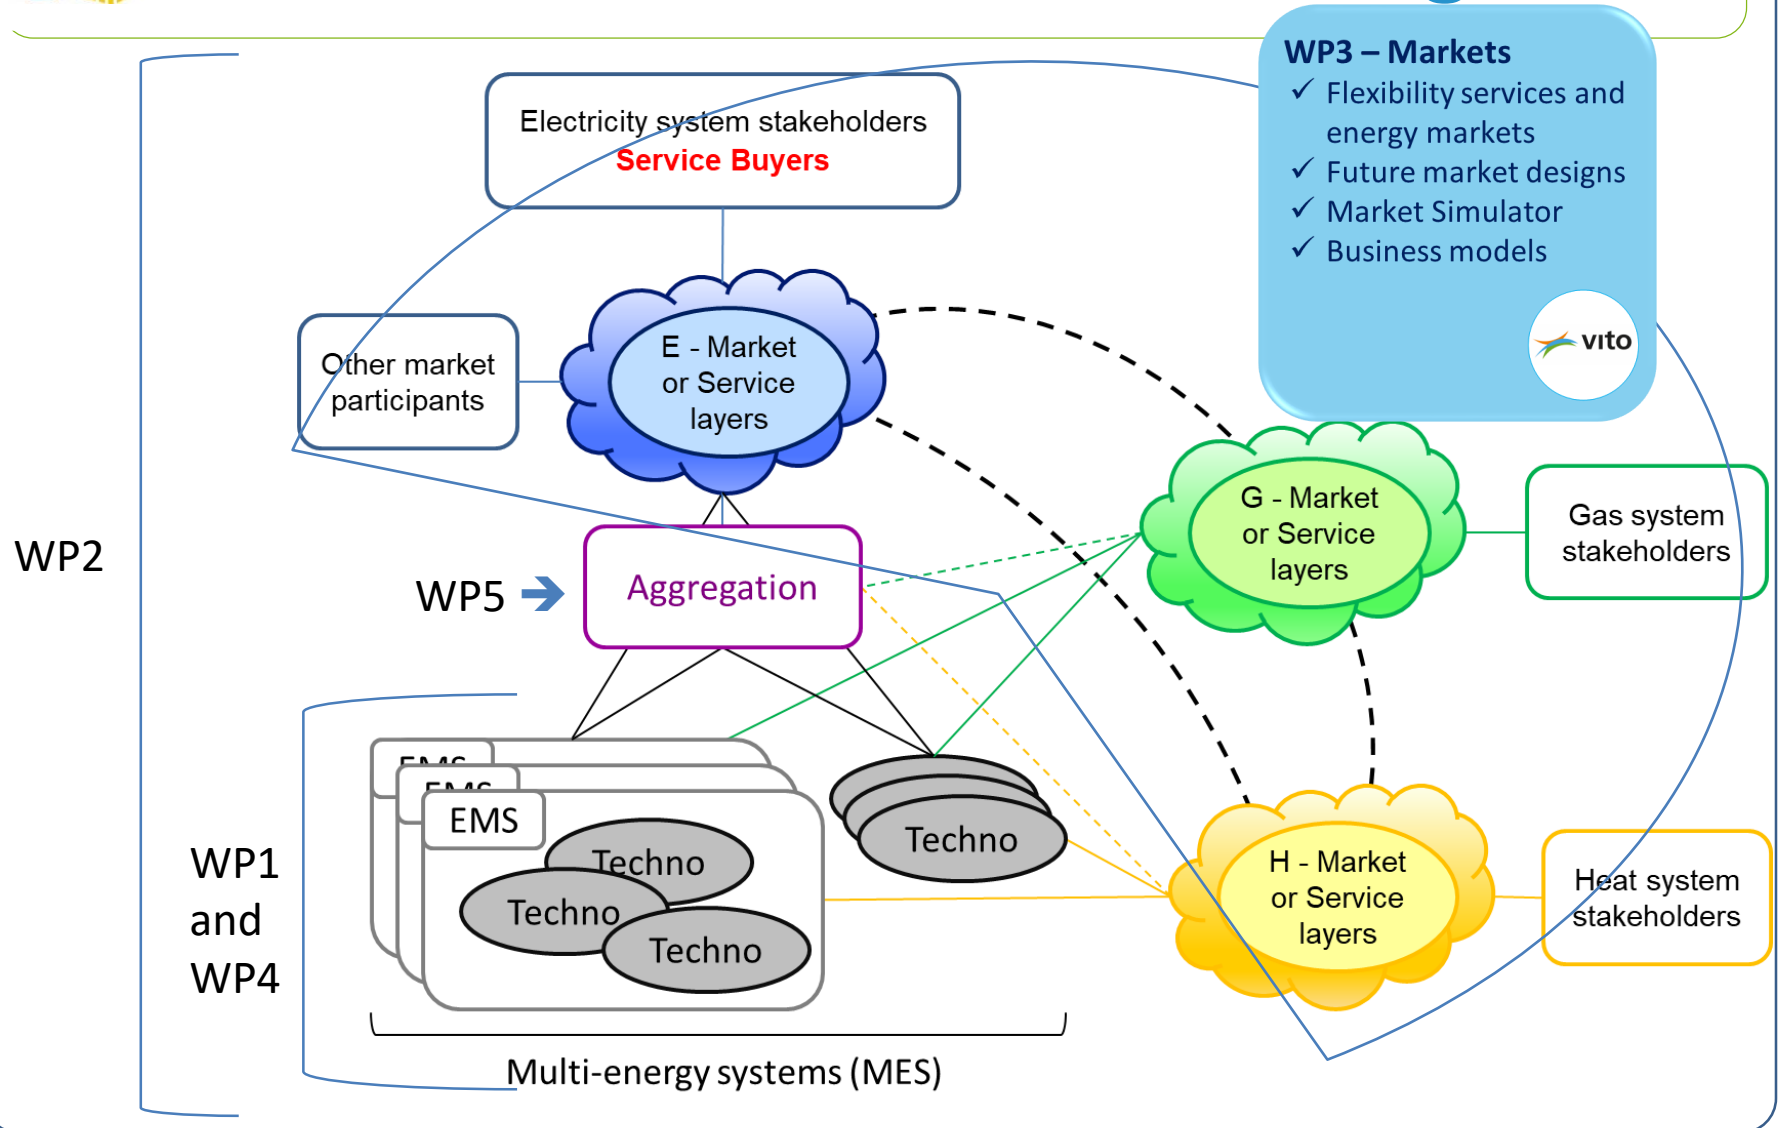 WP3 – Markets
✓ Flexibility services and
energy markets
✓ Future market designs
✓ Market Simulator
✓ Business models
vito
Electricity system stakeholders
Service Buyers
Other market
participants
E - Market
or Service
layers
G - Market
or Service
layers
Gas system
stakeholders
WP2
WP5
Aggregation
EMS
EMS
EMS
Techno
Techno
Techno
Techno
WP1
and
WP4
H - Market
or Service
layers
Heat system
stakeholders
Multi-energy systems (MES)